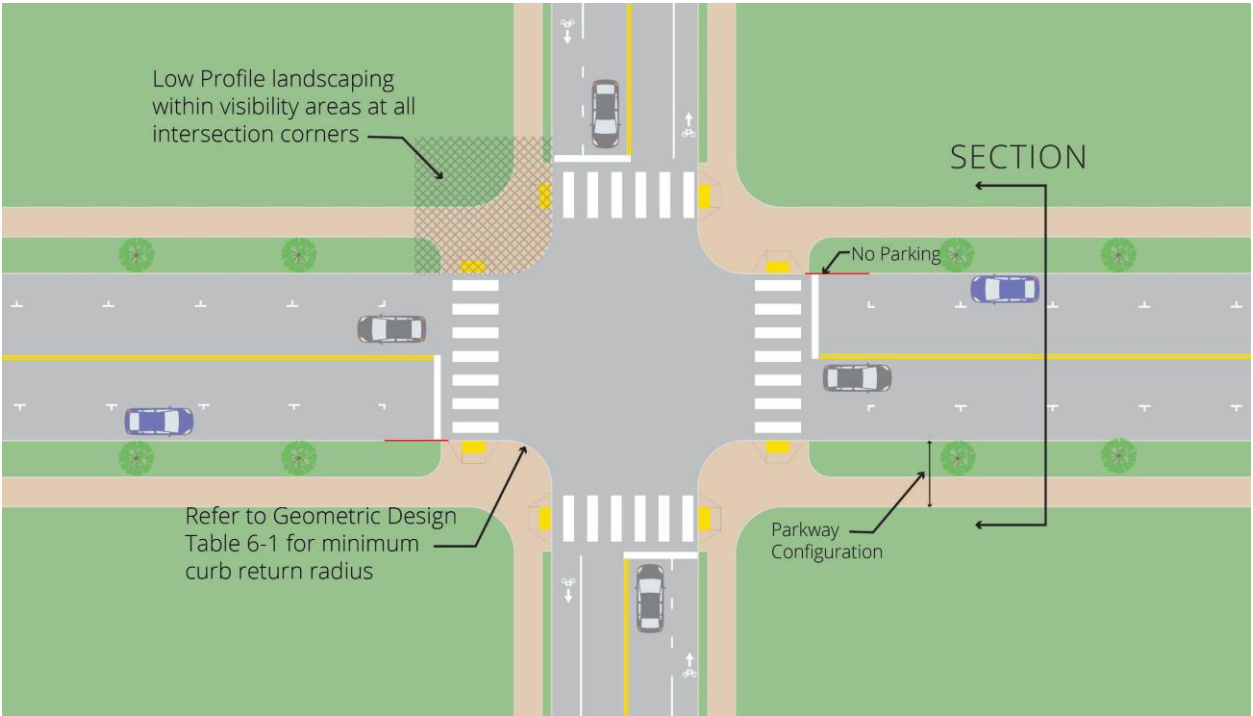 Low Profile landscaping
within visibility areas at all
intersection corners
SECTION
No Parking
Refer to Geometric Design
Table 6-1 for minimum
curb return radius
Parkway
Configuration